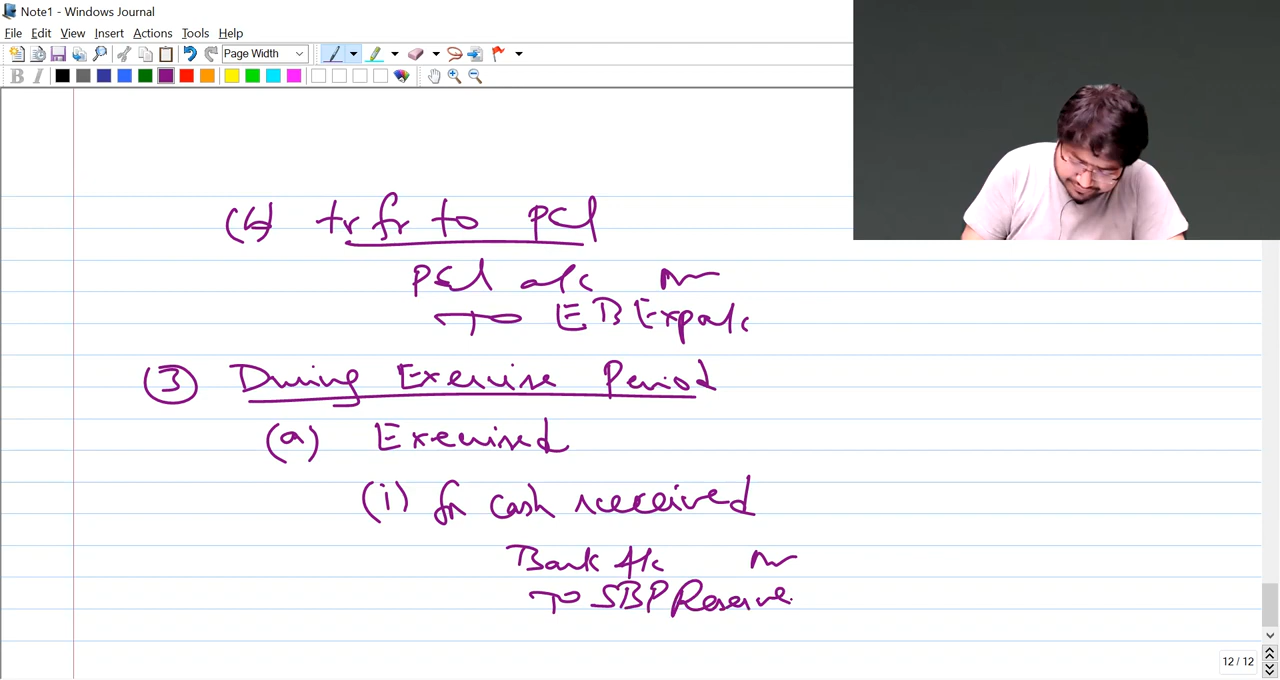 Note1 - Windows Journal
File Edit View Insert Actions Tools Help
Page Width
B I
(b) trfr to P&L
P&L a/c Dr
To EB Exp a/c
(3) During Exercise Period
(a) Exercised
(i) for cash received
Bank A/c Dr
To SBP Reserve
12 / 12